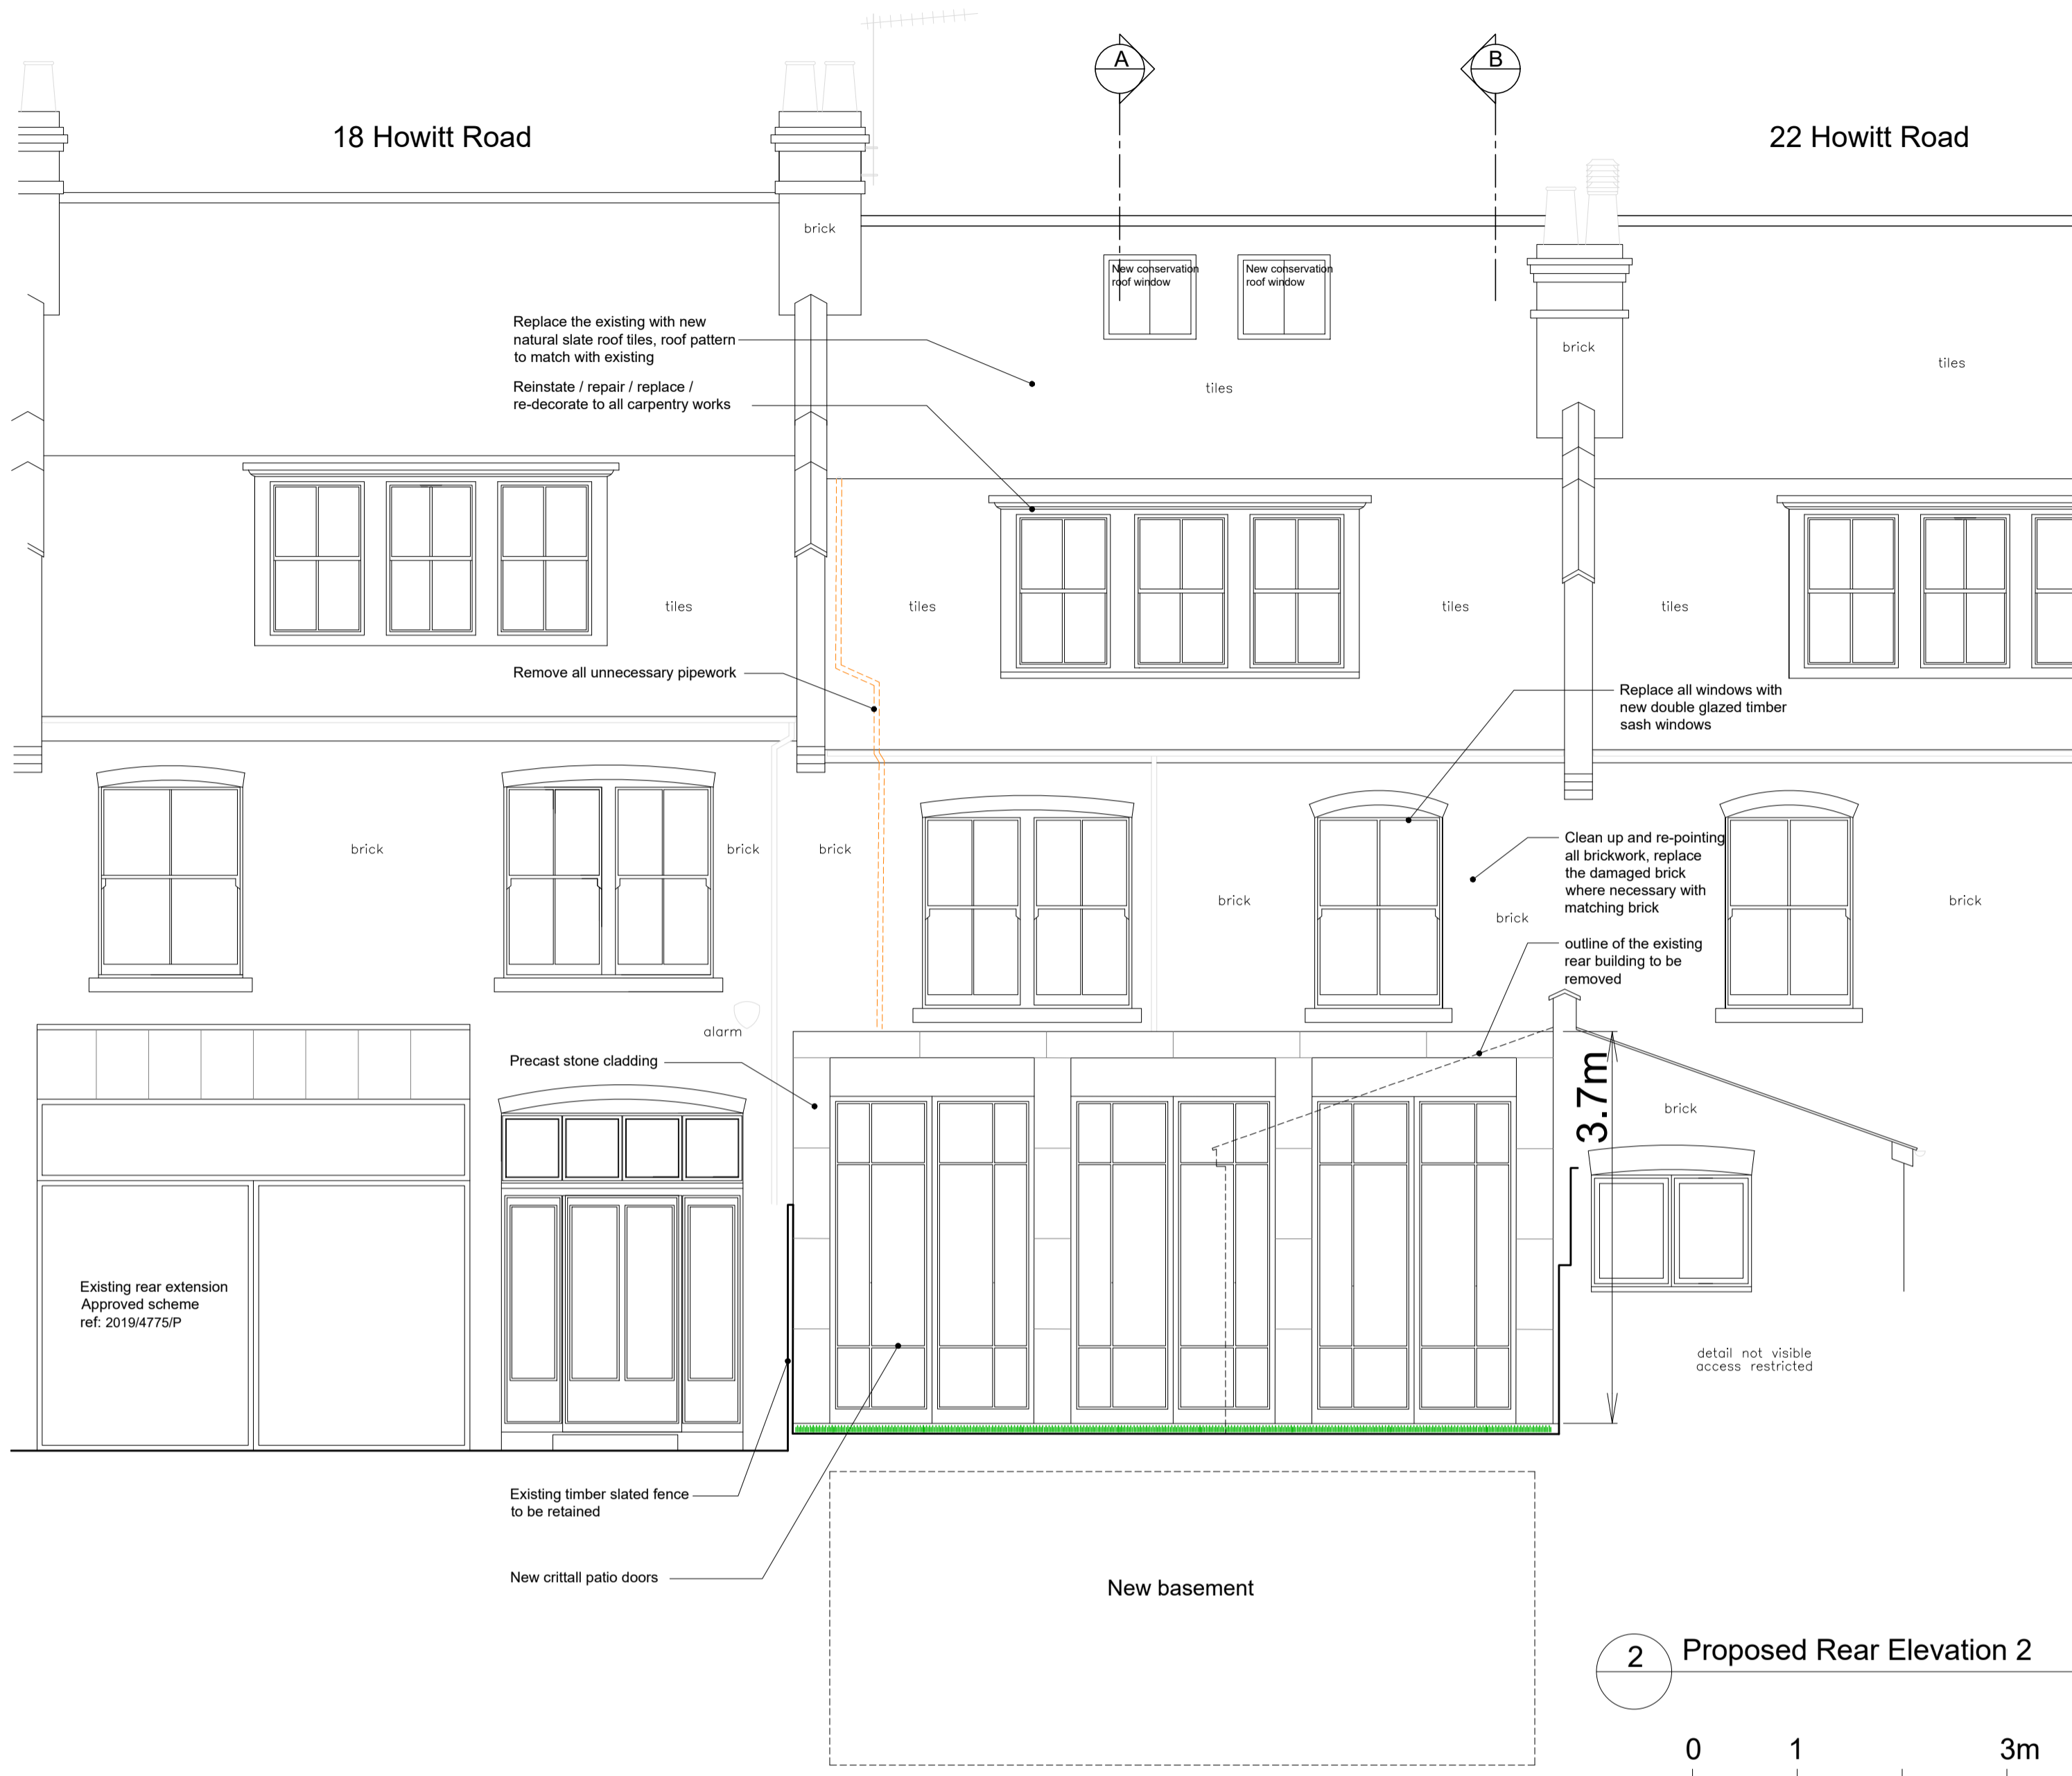 A
B
18 Howitt Road
22 Howitt Road
brick
New conservation
roof window
New conservation
roof window
Replace the existing with new
natural slate roof tiles, roof pattern
to match with existing
brick
tiles
tiles
Reinstate / repair / replace /
re-decorate to all carpentry works
tiles
tiles
tiles
tiles
Remove all unnecessary pipework
Replace all windows with
new double glazed timber
sash windows
brick
brick
brick
Clean up and re-pointing
all brickwork, replace
the damaged brick
where necessary with
matching brick
brick
brick
brick
outline of the existing
rear building to be
removed
alarm
Precast stone cladding
3.7m
brick
Existing rear extension
Approved scheme
ref: 2019/4775/P
detail not visible
access restricted
Existing timber slated fence
to be retained
New crittall patio doors
New basement
2
Proposed Rear Elevation 2
0 1 3m